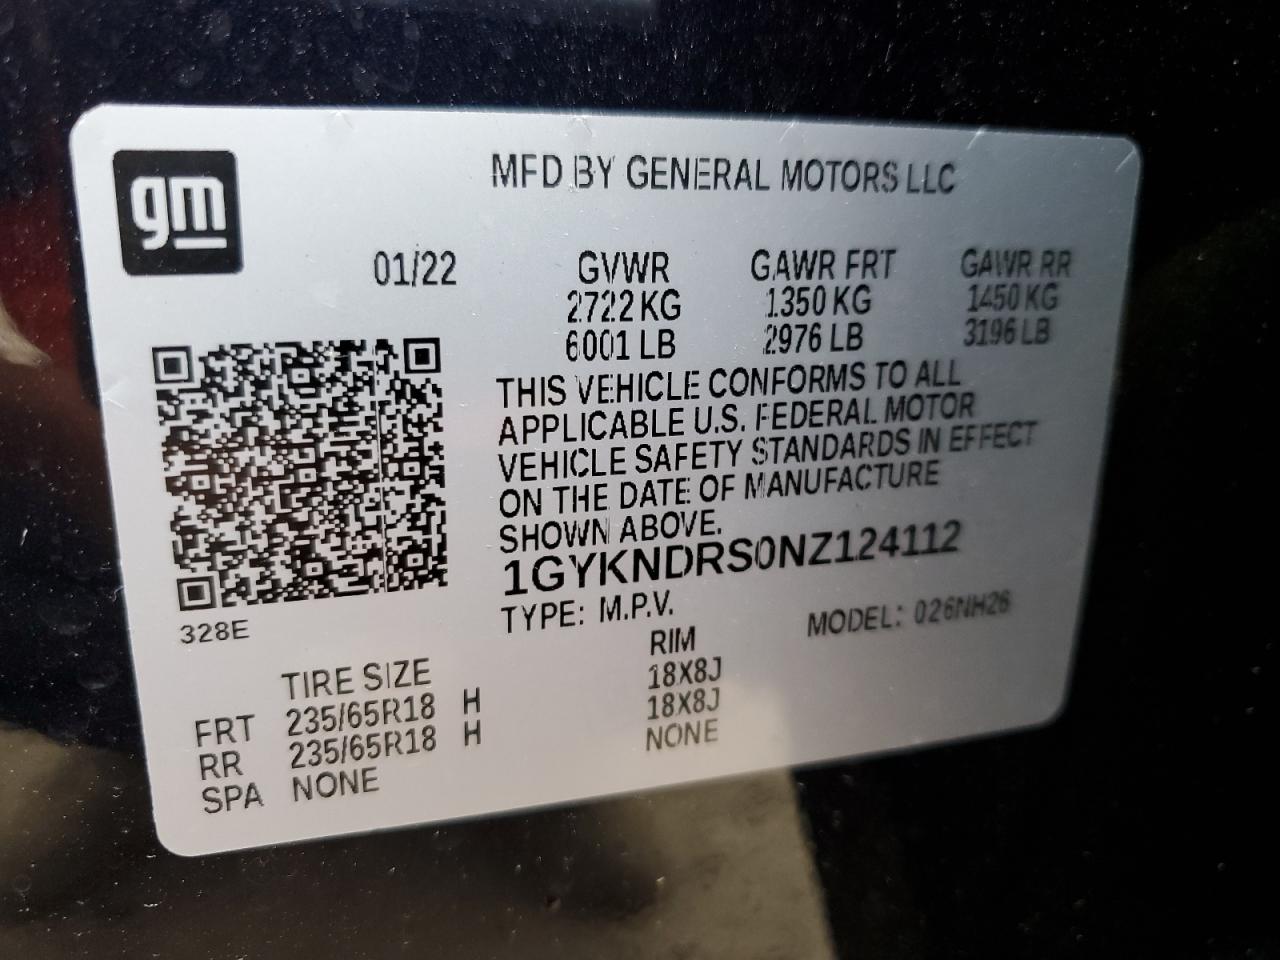 gm
MFD BY GENERAL MOTORS LLC
01/22 GVWR GAWR FRT GAWR RR
2722 KG 1350 KG 1450 KG
6001 LB 2976 LB 3196 LB
THIS VEHICLE CONFORMS TO ALL
APPLICABLE U.S. FEDERAL MOTOR
VEHICLE SAFETY STANDARDS IN EFFECT
ON THE DATE OF MANUFACTURE
SHOWN ABOVE.
1GYKNDRS0NZ124112
TYPE: M.P.V. MODEL: 026NH26
328E
TIRE SIZE RIM
FRT 235/65R18 H 18X8J
RR 235/65R18 H 18X8J
SPA NONE NONE